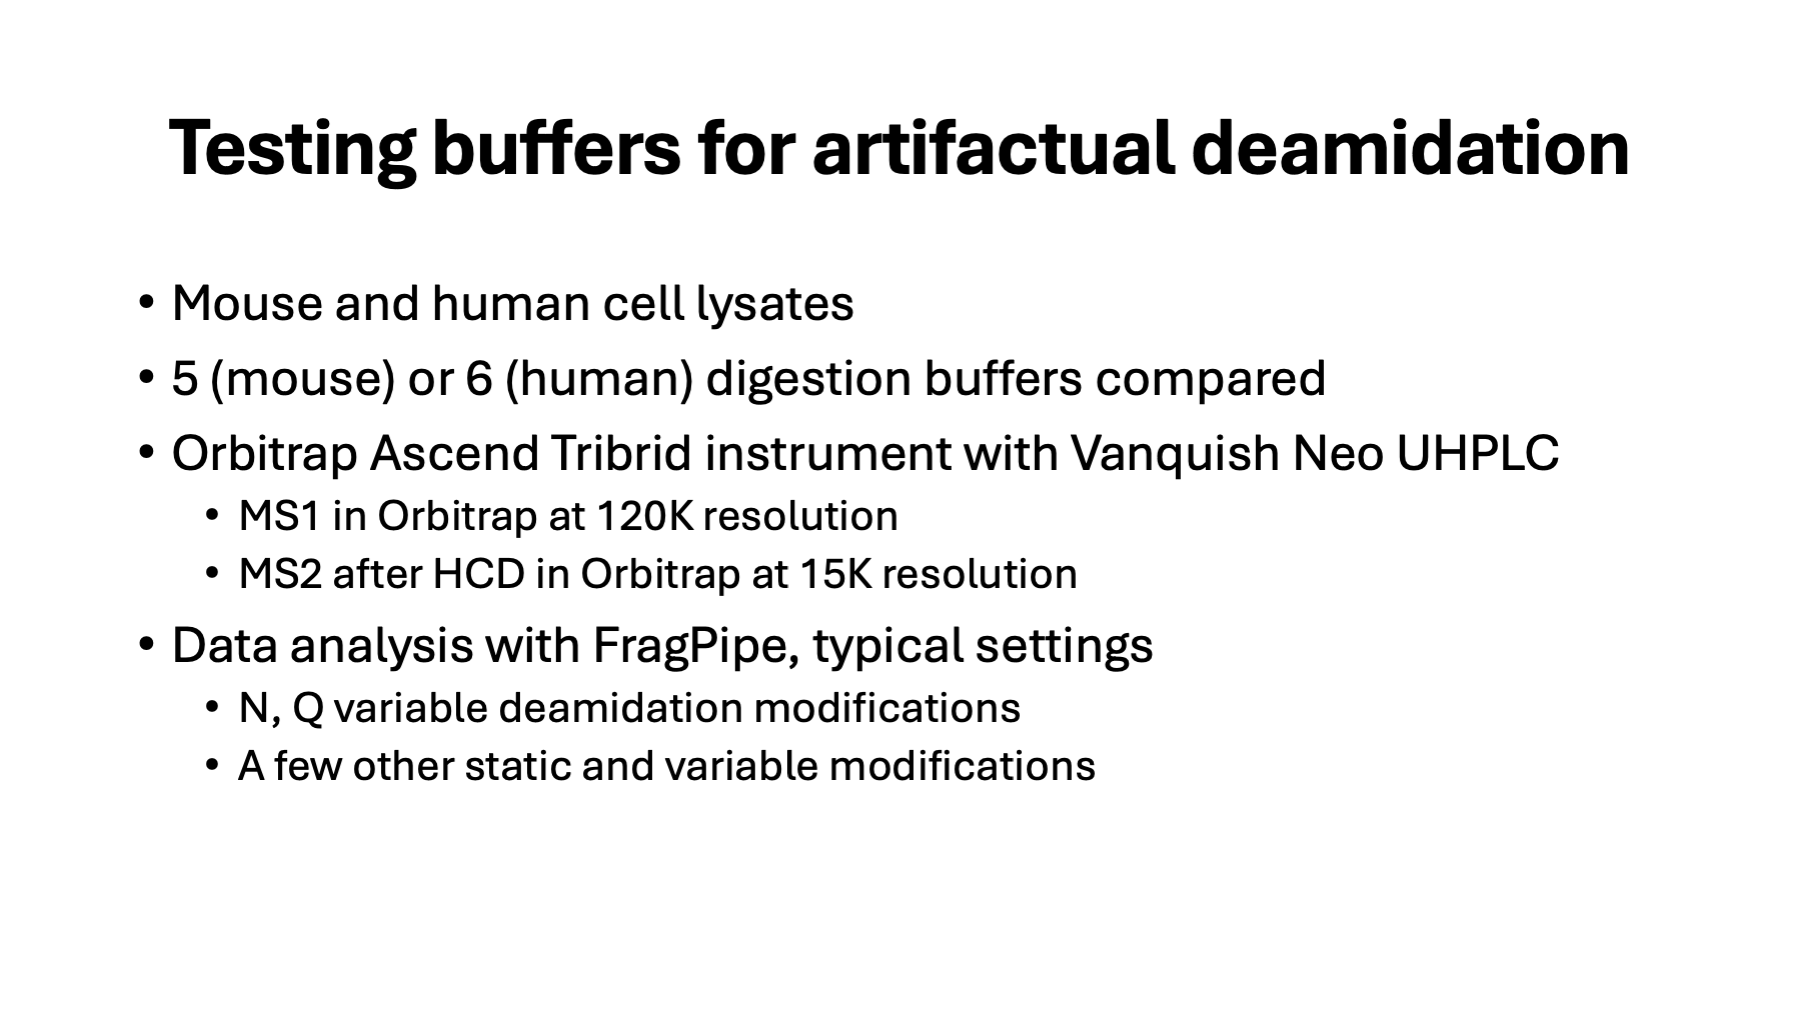 Testing buffers for artifactual deamidation
• Mouse and human cell lysates
• 5 (mouse) or 6 (human) digestion buffers compared
• Orbitrap Ascend Tribrid instrument with Vanquish Neo UHPLC
• MS1 in Orbitrap at 120K resolution
• MS2 after HCD in Orbitrap at 15K resolution
• Data analysis with FragPipe, typical settings
• N, Q variable deamidation modifications
• A few other static and variable modifications